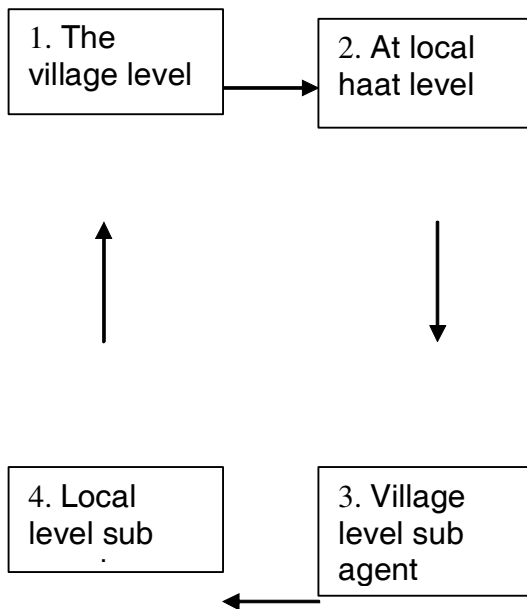 1. The
village level
2. At local
haat level
3. Village
level sub
agent
4. Local
level sub